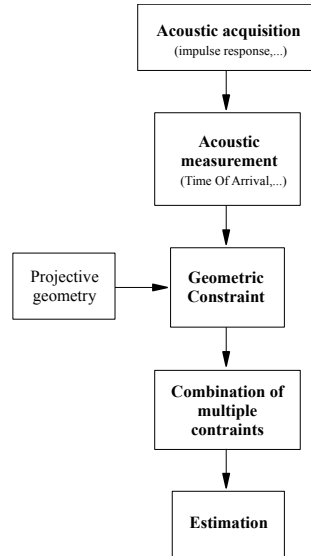 Acoustic acquisition
(impulse response,...)
Acoustic
measurement
(Time Of Arrival,...)
Projective
geometry
Geometric
Constraint
Combination of
multiple
contraints
Estimation